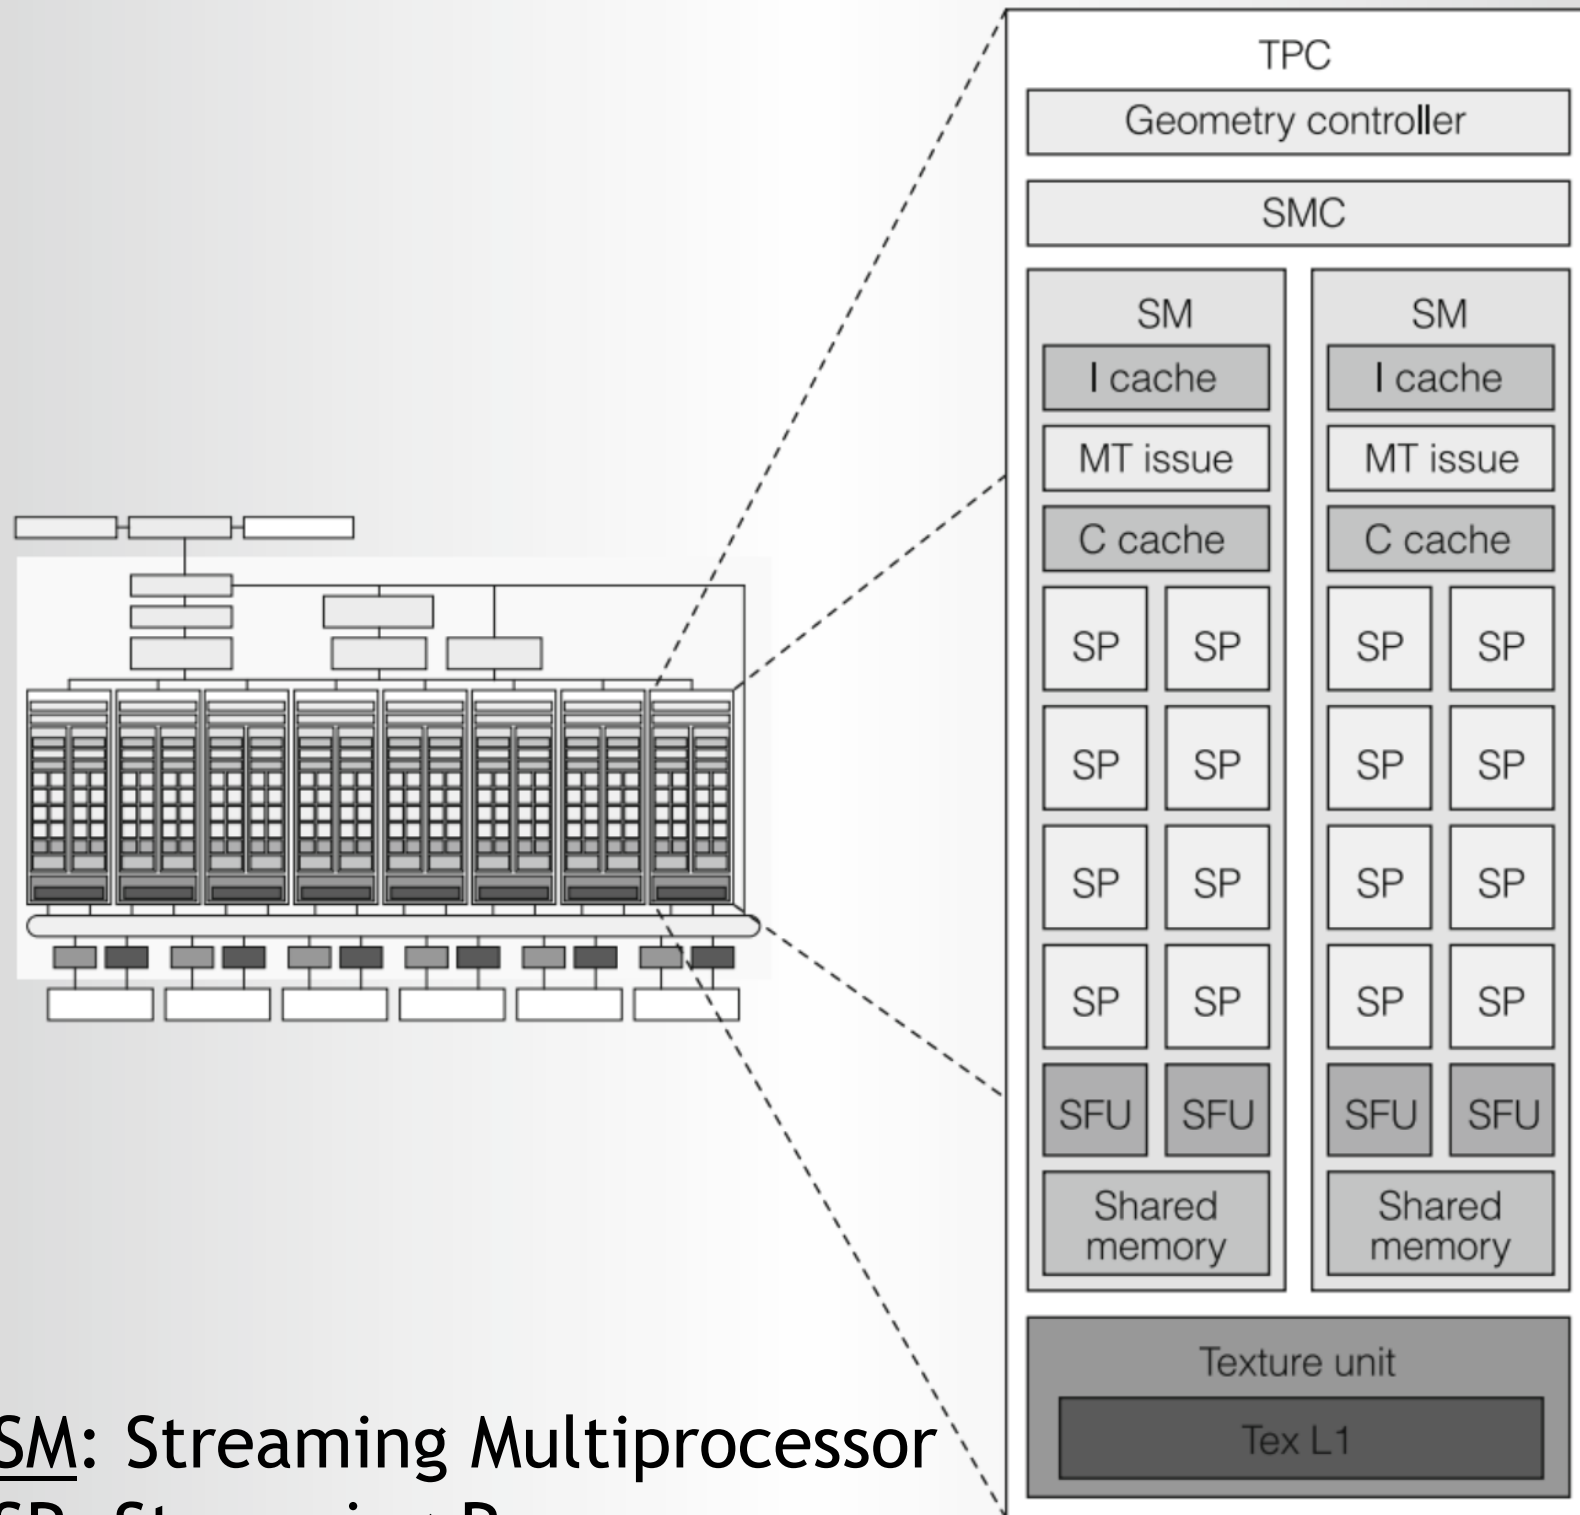 TPC
Geometry controller
SMC
SM
I cache
MT issue
C cache
SP SP
SP SP
SP SP
SP SP
SFU SFU
Shared
memory
SM
I cache
MT issue
C cache
SP SP
SP SP
SP SP
SP SP
SFU SFU
Shared
memory
Texture unit
Tex L1
SM: Streaming Multiprocessor